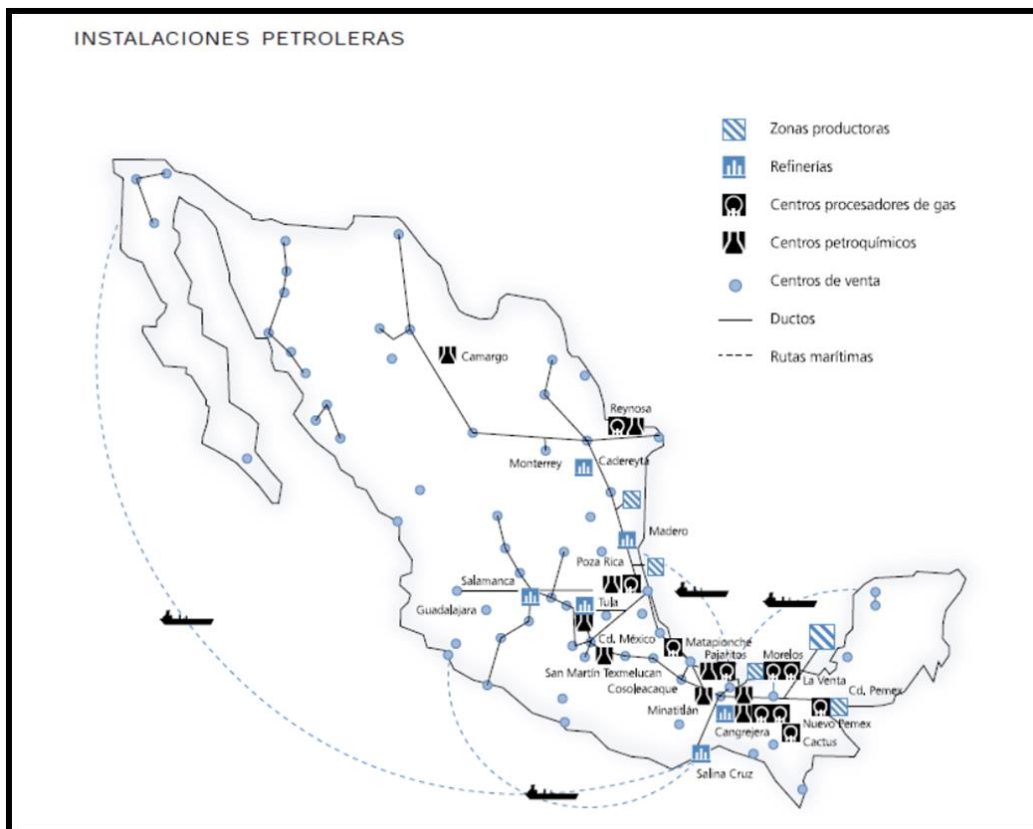 INSTALACIONES PETROLERAS
Zonas productoras
Refinerías
Centros procesadores de gas
Centros petroquímicos
Centros de venta
Ductos
Rutas marítimas
Camargo
Reynosa
Monterrey
Cadereyta
Madero
Poza Rica
Salamanca
Tula
Guadalajara
Cd. México
Matapionche
San Martín Texmelucan
Pajaritos
Morelos
Cosoleacaque
La Venta
Cd. Pemex
Minatitlán
Cangrejera
Nuevo Pemex
Cactus
Salina Cruz